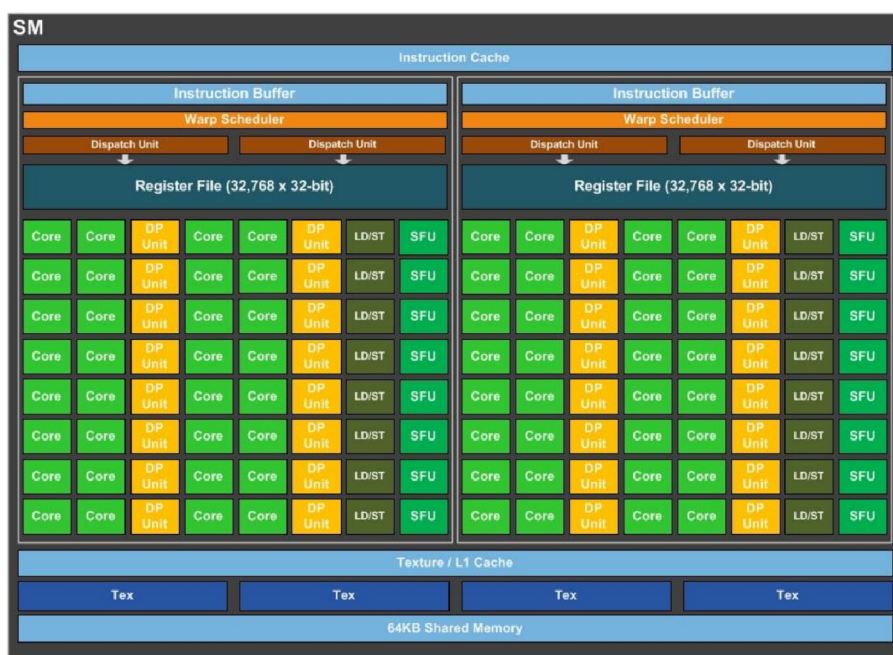 SM
Instruction Cache
Instruction Buffer Instruction Buffer
Warp Scheduler Warp Scheduler
Dispatch Unit Dispatch Unit Dispatch Unit Dispatch Unit
Register File (32,768 x 32-bit) Register File (32,768 x 32-bit)
Core Core DP Unit Core Core DP Unit LD/ST SFU Core Core DP Unit Core Core DP Unit LD/ST SFU
Core Core DP Unit Core Core DP Unit LD/ST SFU Core Core DP Unit Core Core DP Unit LD/ST SFU
Core Core DP Unit Core Core DP Unit LD/ST SFU Core Core DP Unit Core Core DP Unit LD/ST SFU
Core Core DP Unit Core Core DP Unit LD/ST SFU Core Core DP Unit Core Core DP Unit LD/ST SFU
Core Core DP Unit Core Core DP Unit LD/ST SFU Core Core DP Unit Core Core DP Unit LD/ST SFU
Core Core DP Unit Core Core DP Unit LD/ST SFU Core Core DP Unit Core Core DP Unit LD/ST SFU
Core Core DP Unit Core Core DP Unit LD/ST SFU Core Core DP Unit Core Core DP Unit LD/ST SFU
Core Core DP Unit Core Core DP Unit LD/ST SFU Core Core DP Unit Core Core DP Unit LD/ST SFU
Texture / L1 Cache
Tex Tex Tex Tex
64KB Shared Memory